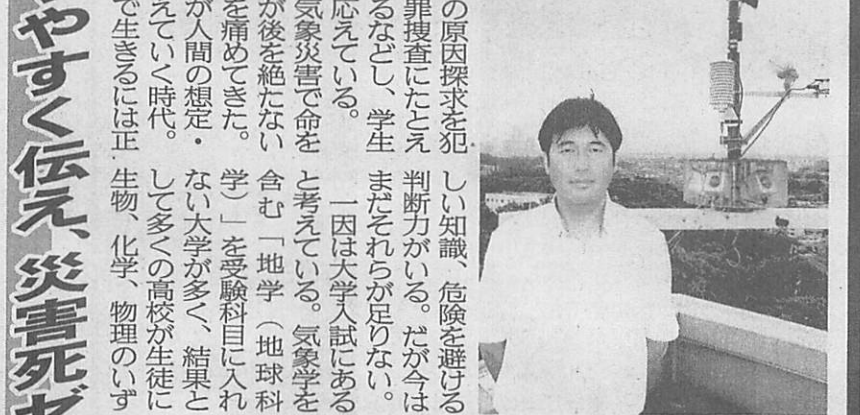 やすく伝え、災害死ゼ
の原因探求を犯
罪捜査にたとえ
るなどし、学生
応えている。
気象災害で命を
が後を絶たない
を痛めてきた。
が人間の想定・
えていく時代。
で生きるには正
しい知識、危険を避ける
判断力がいる。だが今は
まだそれらが足りない。
一因は大学入試にある
と考えている。気象学を
含む「地学（地球科
学）」を受験科目に入れ
ない大学が多く、結果と
して多くの高校が生徒に
生物、化学、物理のいず